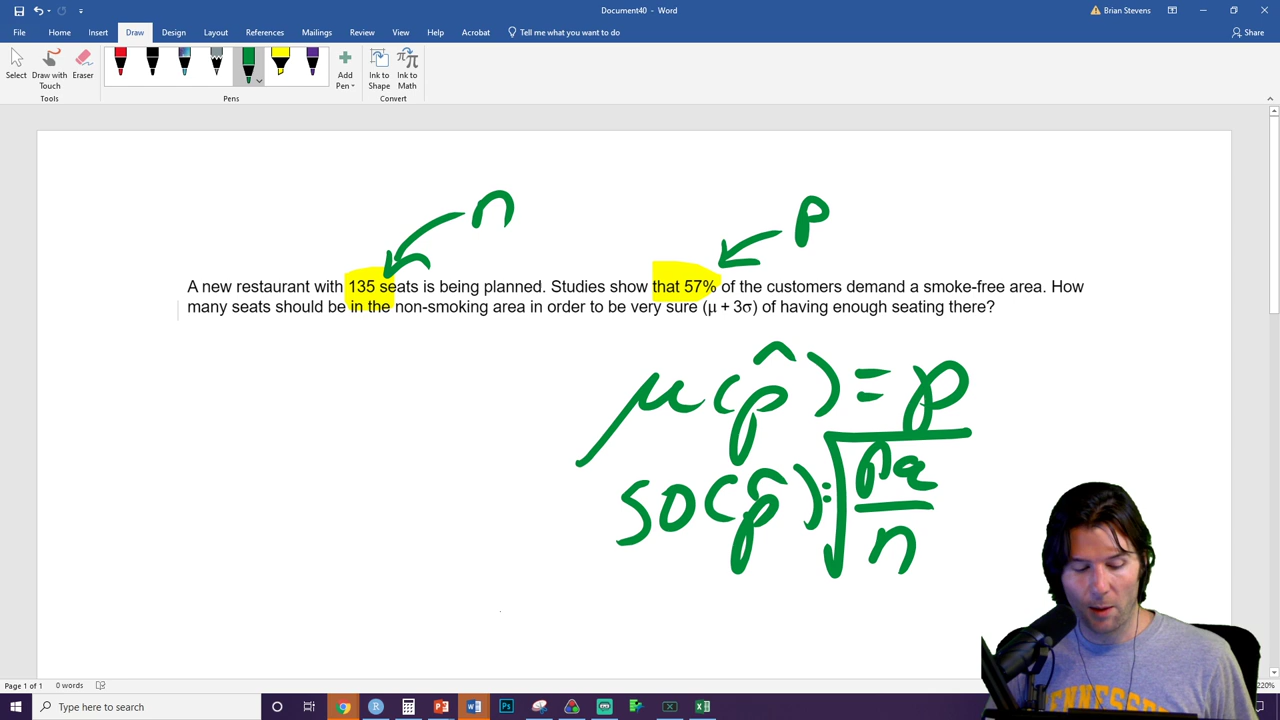 Document40 - Word
Brian Stevens
File Home Insert Draw Design Layout References Mailings Review View Help Acrobat Tell me what you want to do
Share
Select Draw with Touch Eraser Add Pen Ink to Shape Ink to Math
Tools Pens Convert
n p
A new restaurant with 135 seats is being planned. Studies show that 57% of the customers demand a smoke-free area. How
many seats should be in the non-smoking area in order to be very sure (μ + 3σ) of having enough seating there?
μ(p̂) = p
SD(p̂) = √(pq/n)
ENNESSEE
Page 1 of 1 0 words
220%
Type here to search